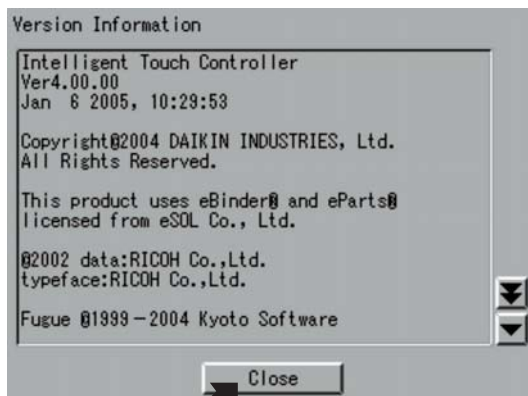 Version Information
Intelligent Touch Controller
Ver4.00.00
Jan 6 2005, 10:29:53
Copyright@2004 DAIKIN INDUSTRIES, Ltd.
All Rights Reserved.
This product uses eBinder® and eParts®
licensed from eSOL Co., Ltd.
@2002 data:RICOH Co.,Ltd.
typeface:RICOH Co.,Ltd.
Fugue @1999-2004 Kyoto Software
Close